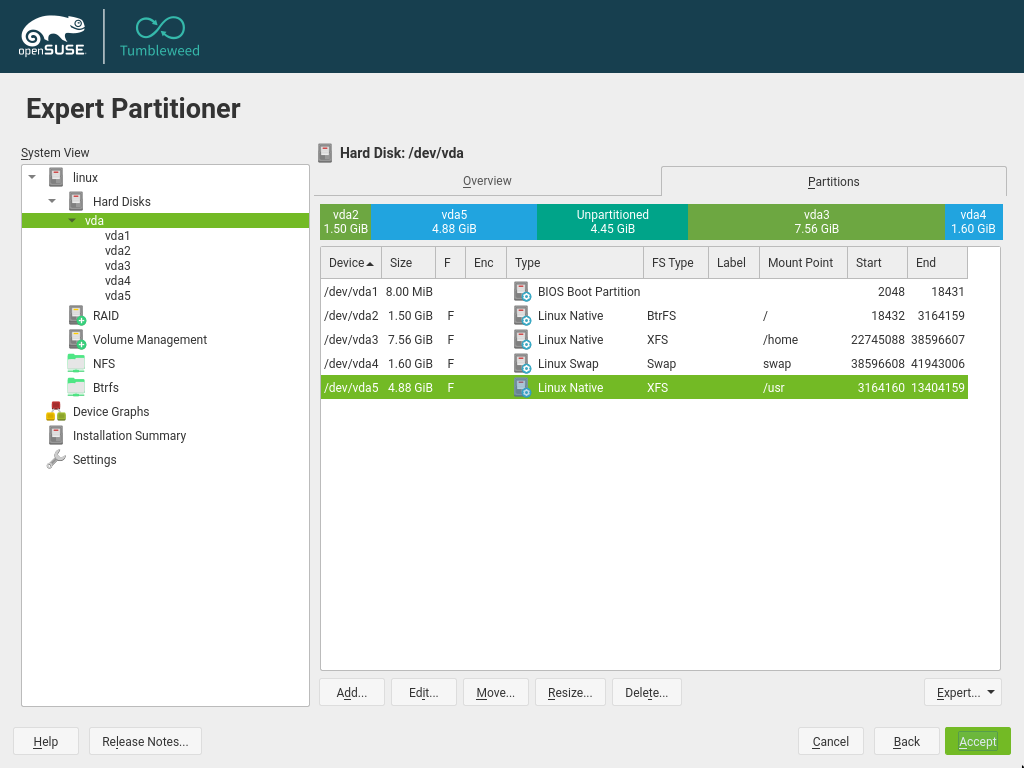 openSUSE
Tumbleweed
Expert Partitioner
System View
linux
Hard Disks
vda
vda1
vda2
vda3
vda4
vda5
RAID
Volume Management
NFS
Btrfs
Device Graphs
Installation Summary
Settings
Hard Disk: /dev/vda
Overview Partitions
vda2 vda5 Unpartitioned vda3 vda4
1.50 GiB 4.88 GiB 4.45 GiB 7.56 GiB 1.60 GiB
Device Size F Enc Type FS Type Label Mount Point Start End
/dev/vda1 8.00 MiB BIOS Boot Partition 2048 18431
/dev/vda2 1.50 GiB F Linux Native BtrFS / 18432 3164159
/dev/vda3 7.56 GiB F Linux Native XFS /home 22745088 38596607
/dev/vda4 1.60 GiB F Linux Swap Swap swap 38596608 41943006
/dev/vda5 4.88 GiB F Linux Native XFS /usr 3164160 13404159
Add... Edit... Move... Resize... Delete... Expert...
Help Release Notes... Cancel Back Accept